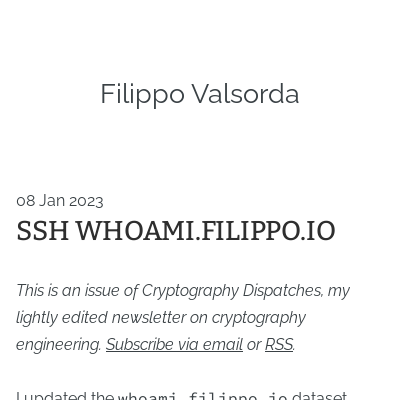 Filippo Valsorda
08 Jan 2023
SSH WHOAMI.FILIPPO.IO
This is an issue of Cryptography Dispatches, my
lightly edited newsletter on cryptography
engineering. Subscribe via email or RSS.
I updated the whoami.filippo.io dataset